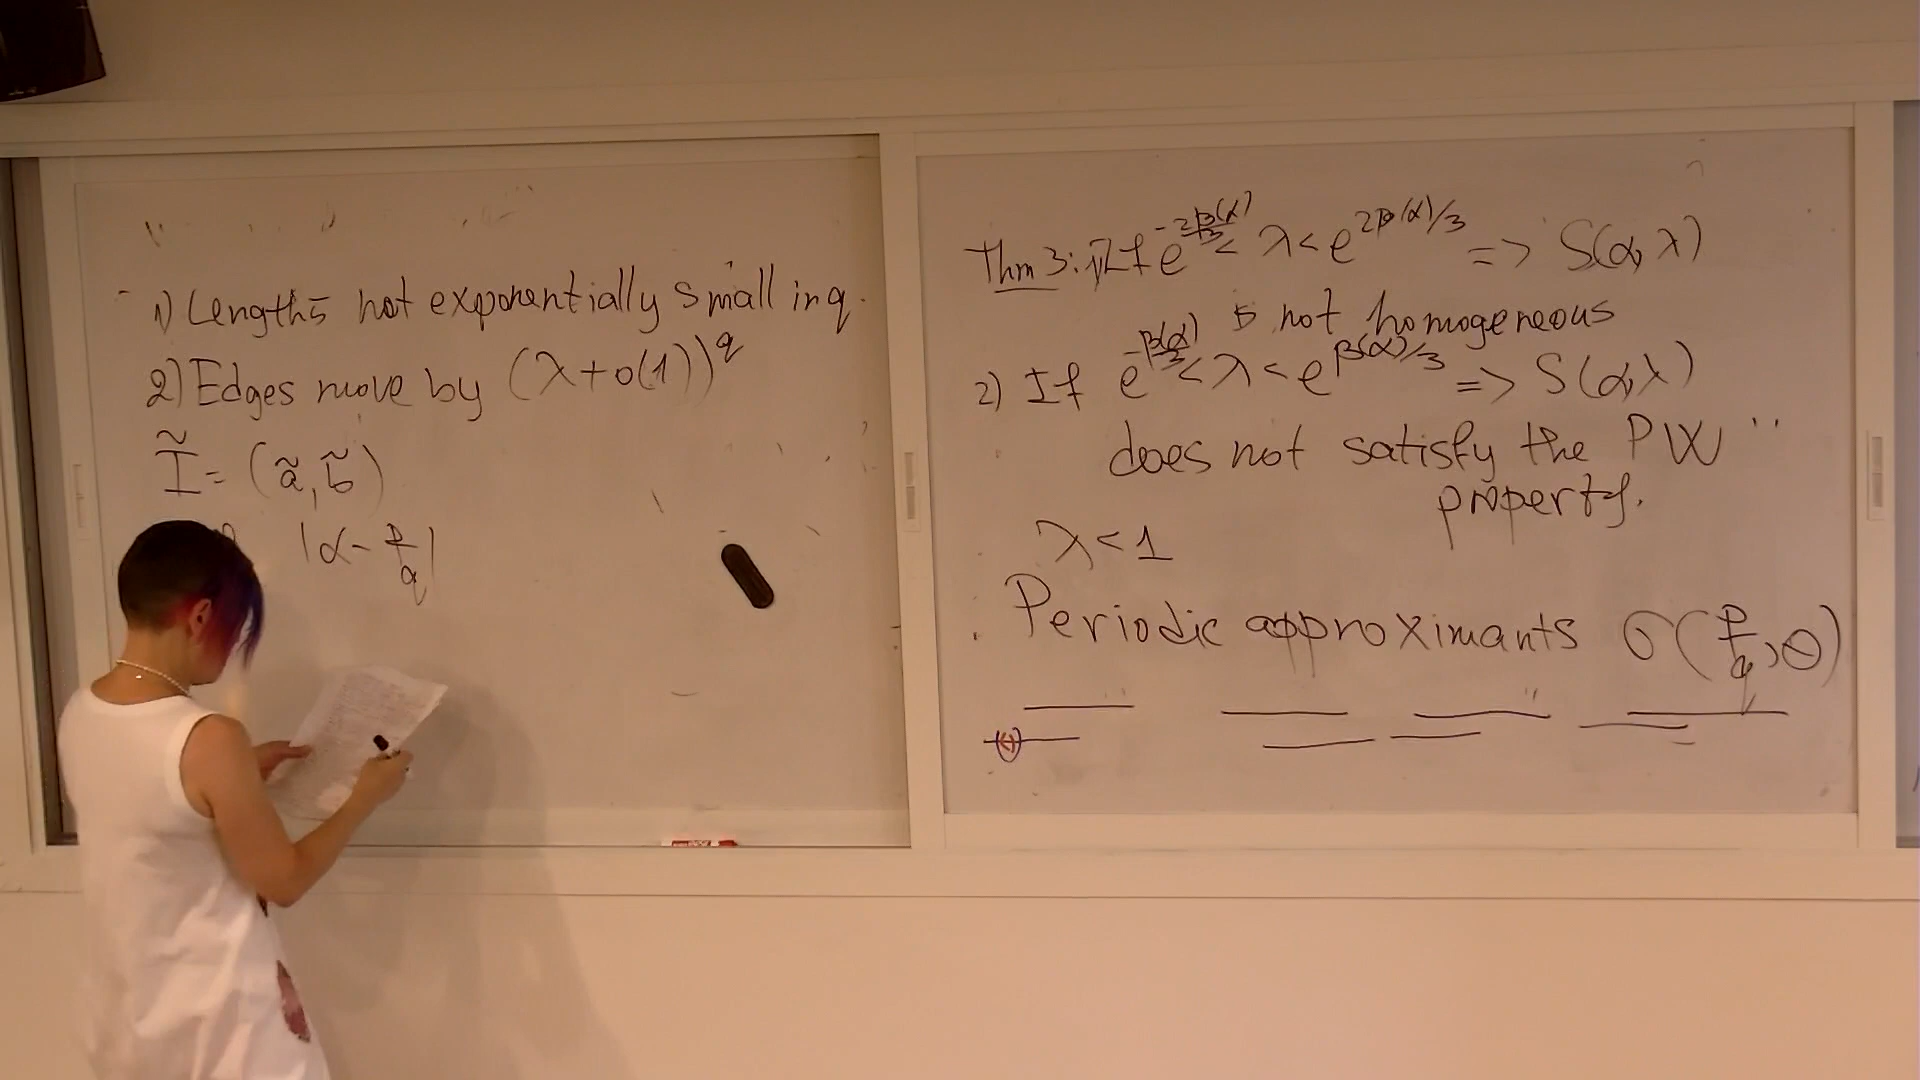 1) Lengths not exponentially small in q.
2) Edges move by (λ+o(1))^q
Ĩ = (ã, b̃)
|α - p/q|
Thm 3: 1) If e^{-2β(α)/3} < λ < e^{2β(α)/3} => S(α, λ)
is not homogeneous
2) If e^{-β(α)/3} < λ < e^{β(α)/3} => S(α, λ)
does not satisfy the PW
property.
λ < 1
Periodic approximants σ(p/q, θ)